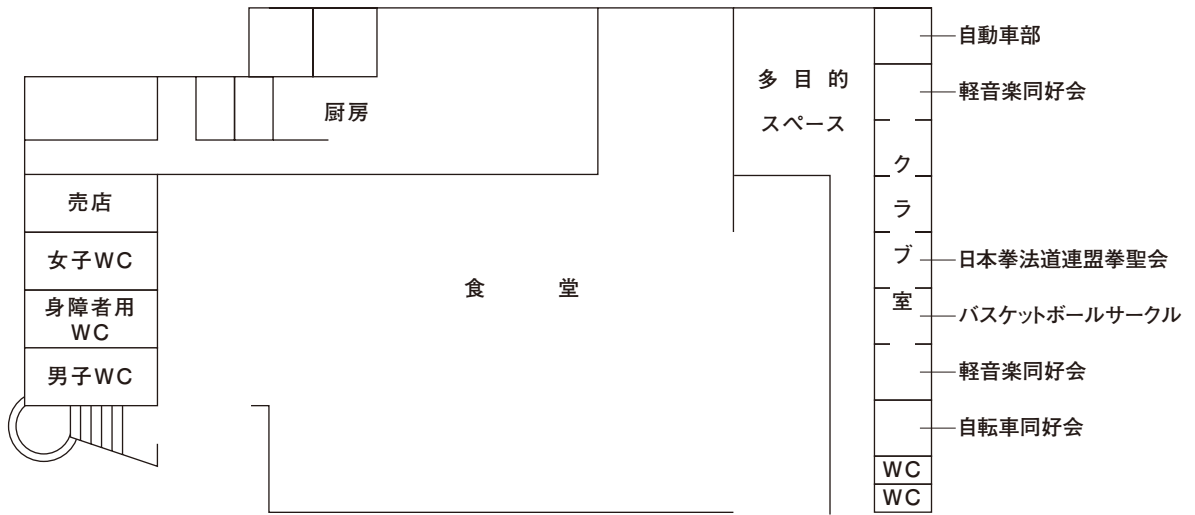 自動車部
多目的
スペース
軽音楽同好会
厨房
クラブ室
売店
女子WC
日本拳法道連盟拳聖会
食堂
身障者用
WC
バスケットボールサークル
男子WC
軽音楽同好会
自転車同好会
WC
WC